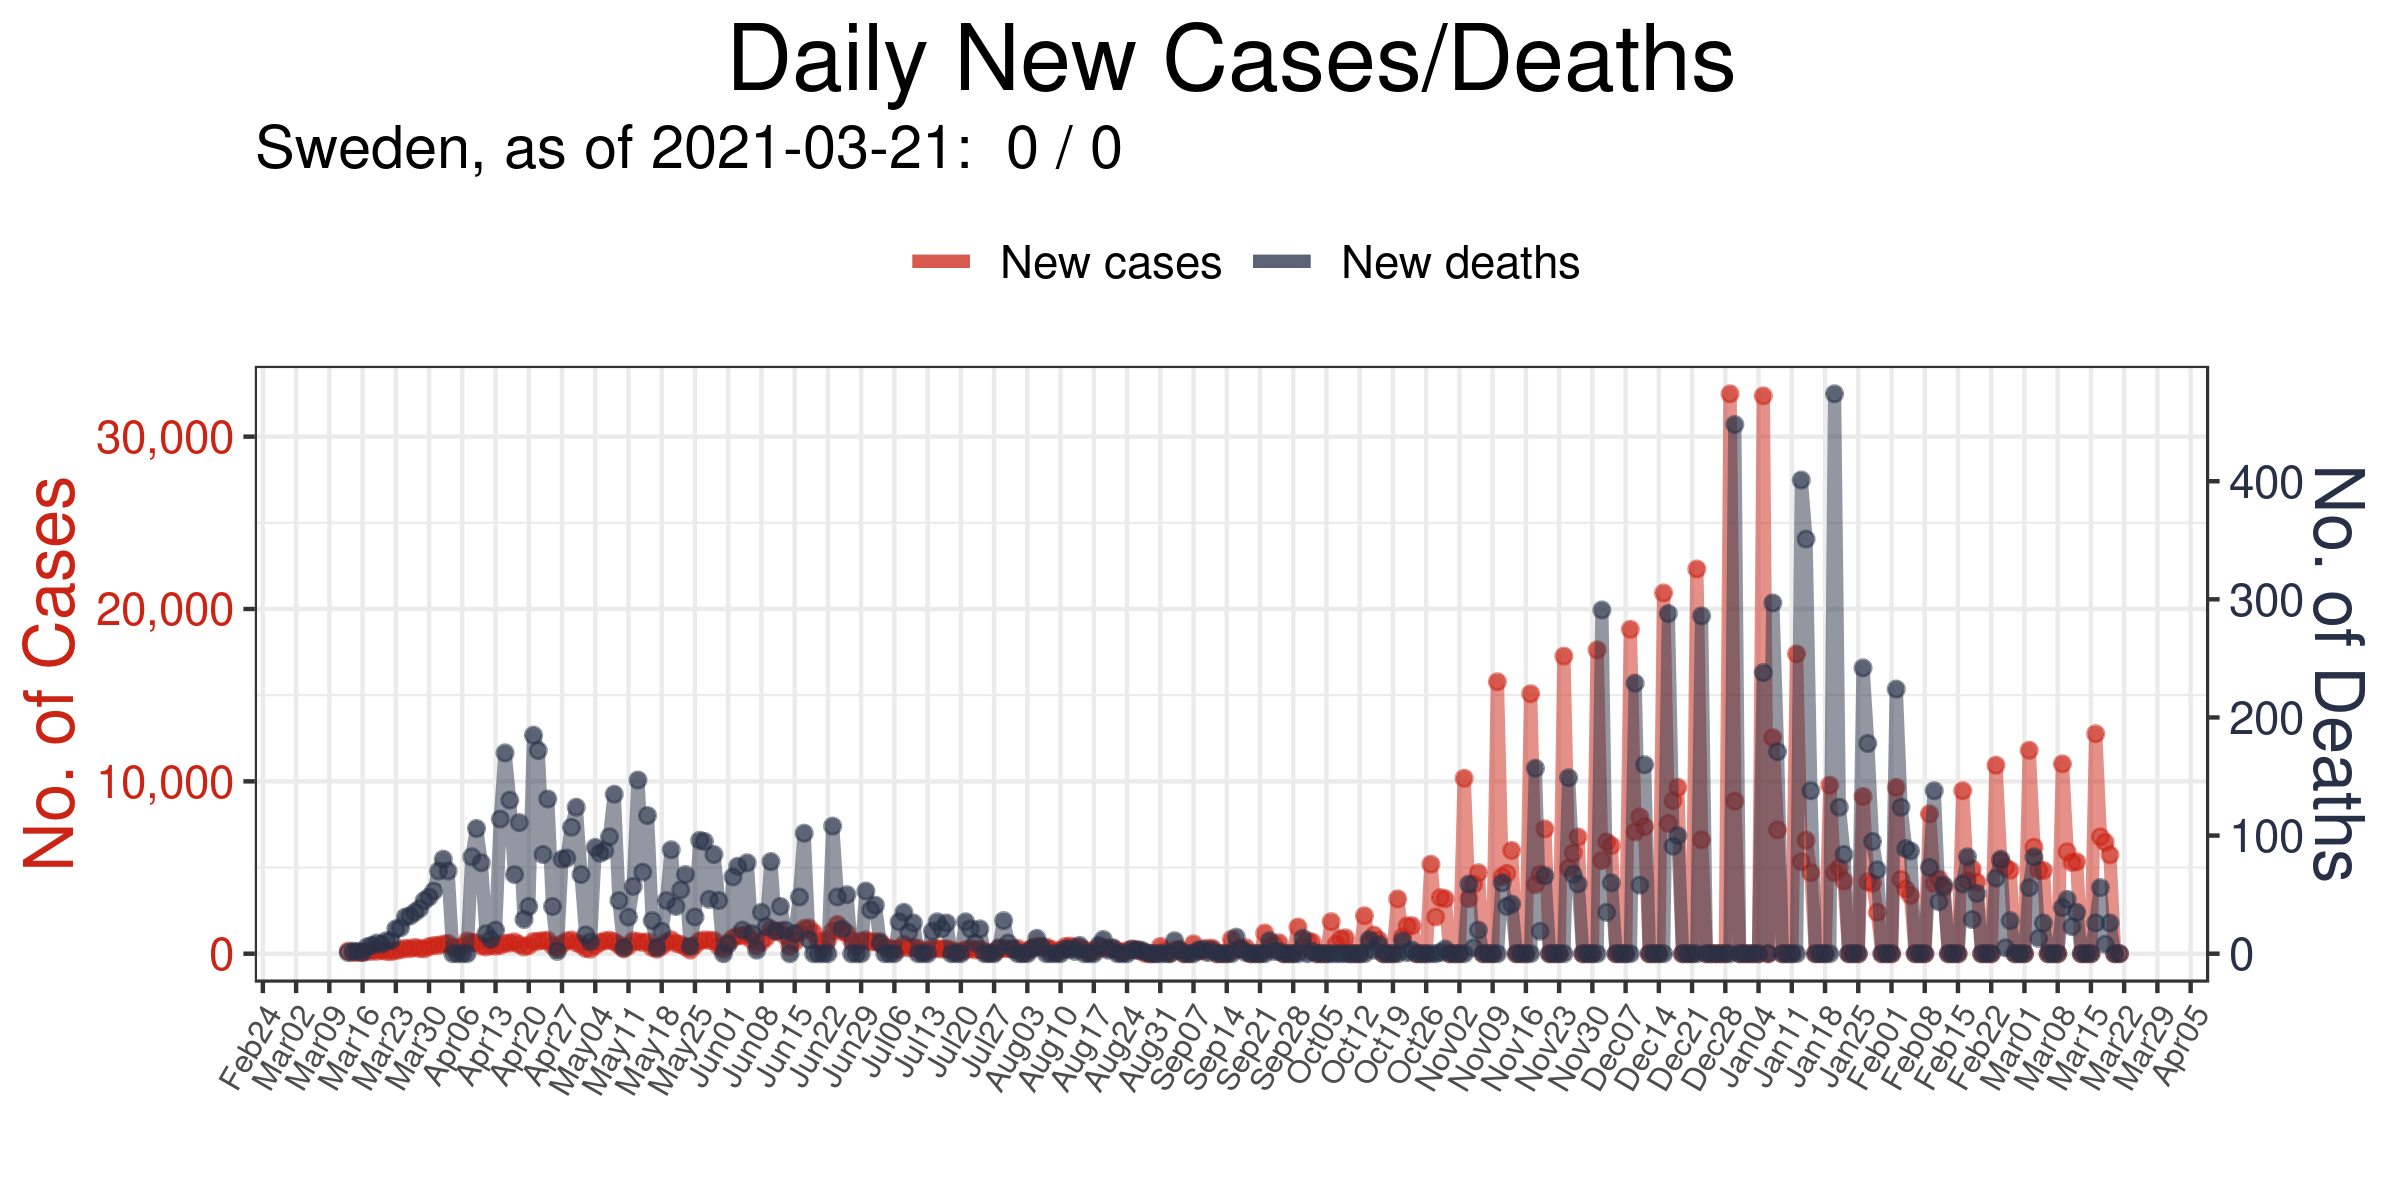 Daily New Cases/Deaths
Sweden, as of 2021-03-21:  0 / 0
New cases
New deaths
No. of Cases
30,000
20,000
10,000
0
400
300
200
100
0
No. of Deaths
Feb24
Mar02
Mar09
Mar16
Mar23
Mar30
Apr06
Apr13
Apr20
Apr27
May04
May11
May18
May25
Jun01
Jun08
Jun15
Jun22
Jun29
Jul06
Jul13
Jul20
Jul27
Aug03
Aug10
Aug17
Aug24
Aug31
Sep07
Sep14
Sep21
Sep28
Oct05
Oct12
Oct19
Oct26
Nov02
Nov09
Nov16
Nov23
Nov30
Dec07
Dec14
Dec21
Dec28
Jan04
Jan11
Jan18
Jan25
Feb01
Feb08
Feb15
Feb22
Mar01
Mar08
Mar15
Mar22
Mar29
Apr05